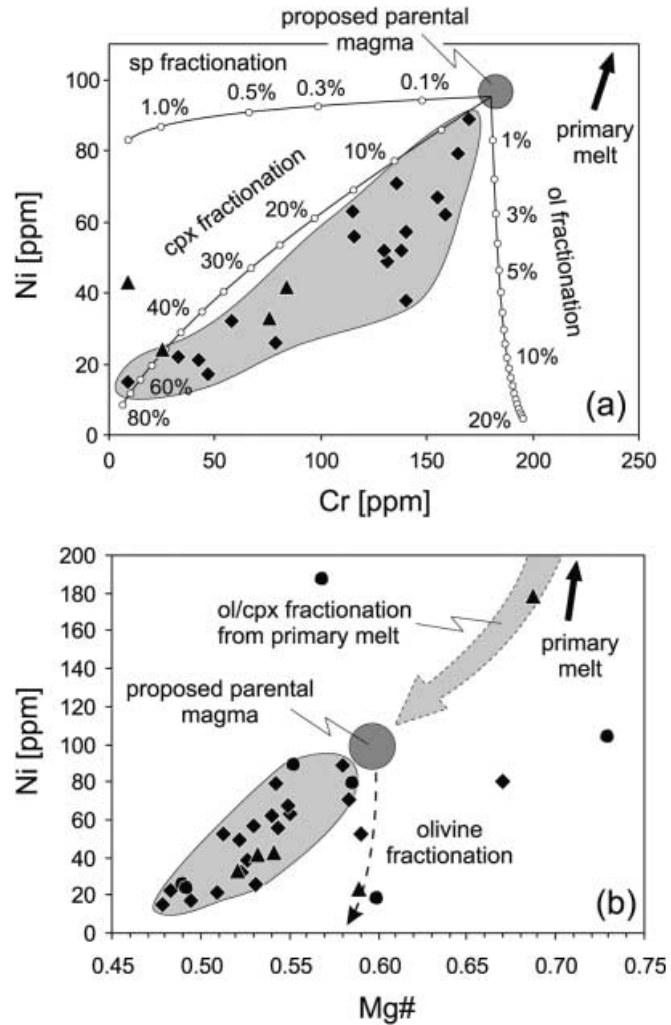 proposed parental
magma
sp fractionation
0.1%
0.3%
0.5%
1.0%
primary
melt
1%
10%
cpx fractionation
20%
3%
ol fractionation
30%
5%
40%
10%
60%
80%
20%
(a)
100
80
60
40
20
0
Ni [ppm]
0
50
100
150
200
250
Cr [ppm]
200
180
160
140
120
100
80
60
40
20
0
Ni [ppm]
ol/cpx fractionation
from primary melt
primary
melt
proposed parental
magma
olivine
fractionation
(b)
0.45
0.50
0.55
0.60
0.65
0.70
0.75
Mg#